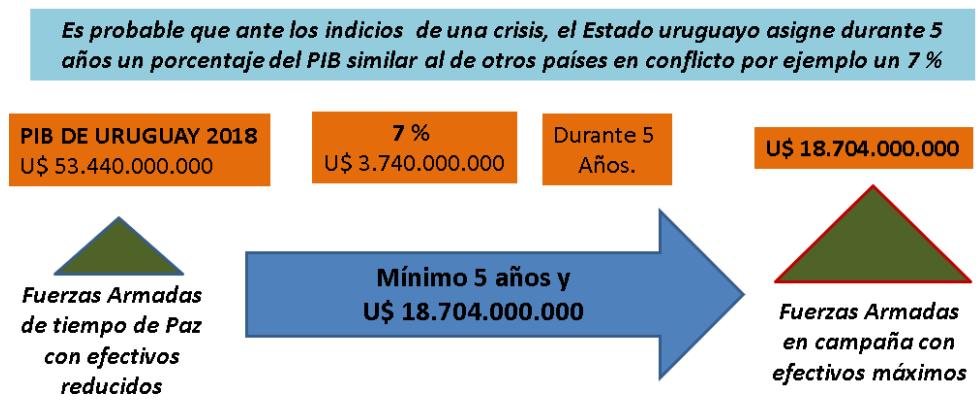 Es probable que ante los indicios de una crisis, el Estado uruguayo asigne durante 5
años un porcentaje del PIB similar al de otros países en conflicto por ejemplo un 7 %
PIB DE URUGUAY 2018
U$ 53.440.000.000
7 %
U$ 3.740.000.000
Durante 5
Años.
U$ 18.704.000.000
Mínimo 5 años y
U$ 18.704.000.000
Fuerzas Armadas
de tiempo de Paz
con efectivos
reducidos
Fuerzas Armadas
en campaña con
efectivos máximos